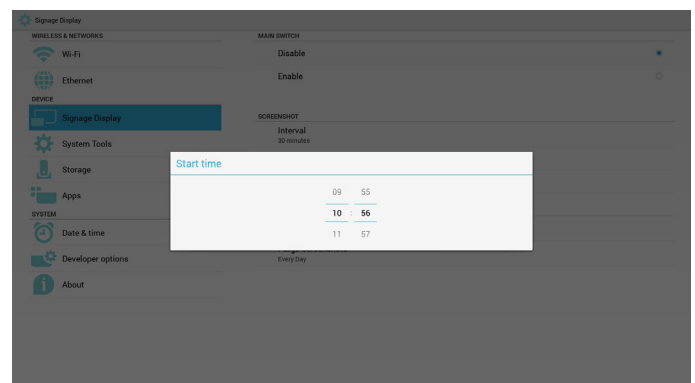 Signage Display
WIRELESS & NETWORKS
Wi-Fi
Ethernet
DEVICE
Signage Display
System Tools
Storage
Apps
SYSTEM
Date & time
Developer options
About
MAIN SWITCH
Disable
Enable
SCREENSHOT
Interval
30 minutes
Start time
09 55
10 : 56
11 57
Every Day